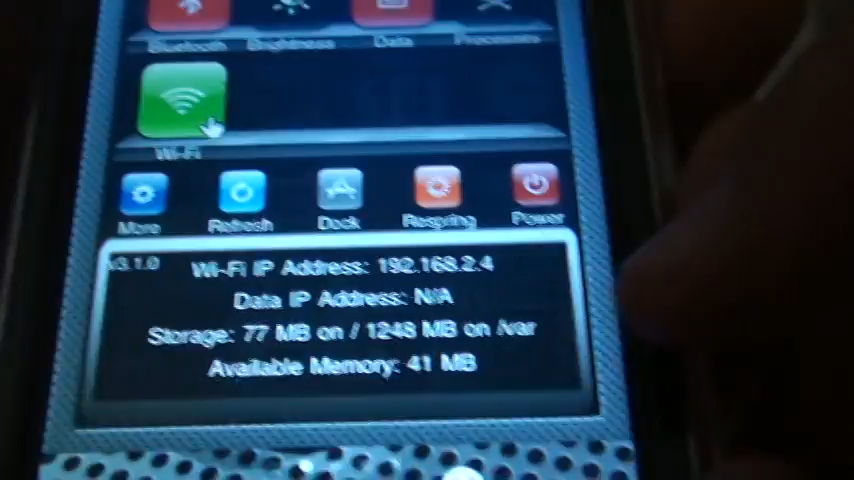 Bluetooth Brightness Data Processes
Wi-Fi
More Refresh Dock Respring Power
v3.1.0
Wi-Fi IP Address: 192.168.2.4
Data IP Address: N/A
Storage: 77 MB on / 1248 MB on /var
Available Memory: 41 MB